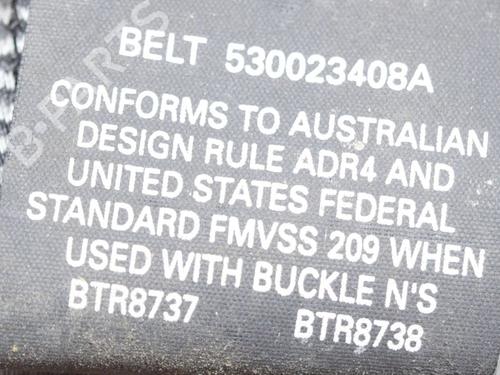 BELT 530023408A
CONFORMS TO AUSTRALIAN
DESIGN RULE ADR4 AND
UNITED STATES FEDERAL
STANDARD FMVSS 209 WHEN
USED WITH BUCKLE N'S
BTR8737 BTR8738
B-PARTS